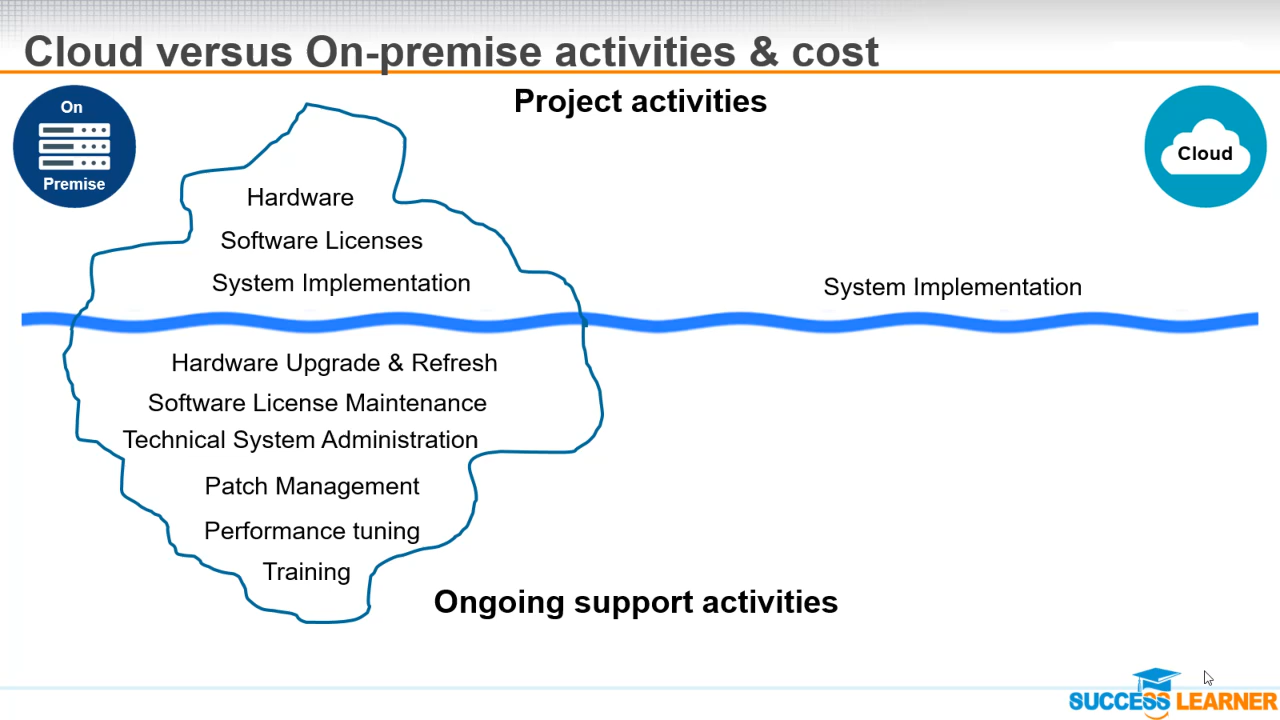 Cloud versus On-premise activities & cost
Project activities
On
Premise
Cloud
Hardware
Software Licenses
System Implementation
System Implementation
Hardware Upgrade & Refresh
Software License Maintenance
Technical System Administration
Patch Management
Performance tuning
Training
Ongoing support activities
SUCCESS LEARNER